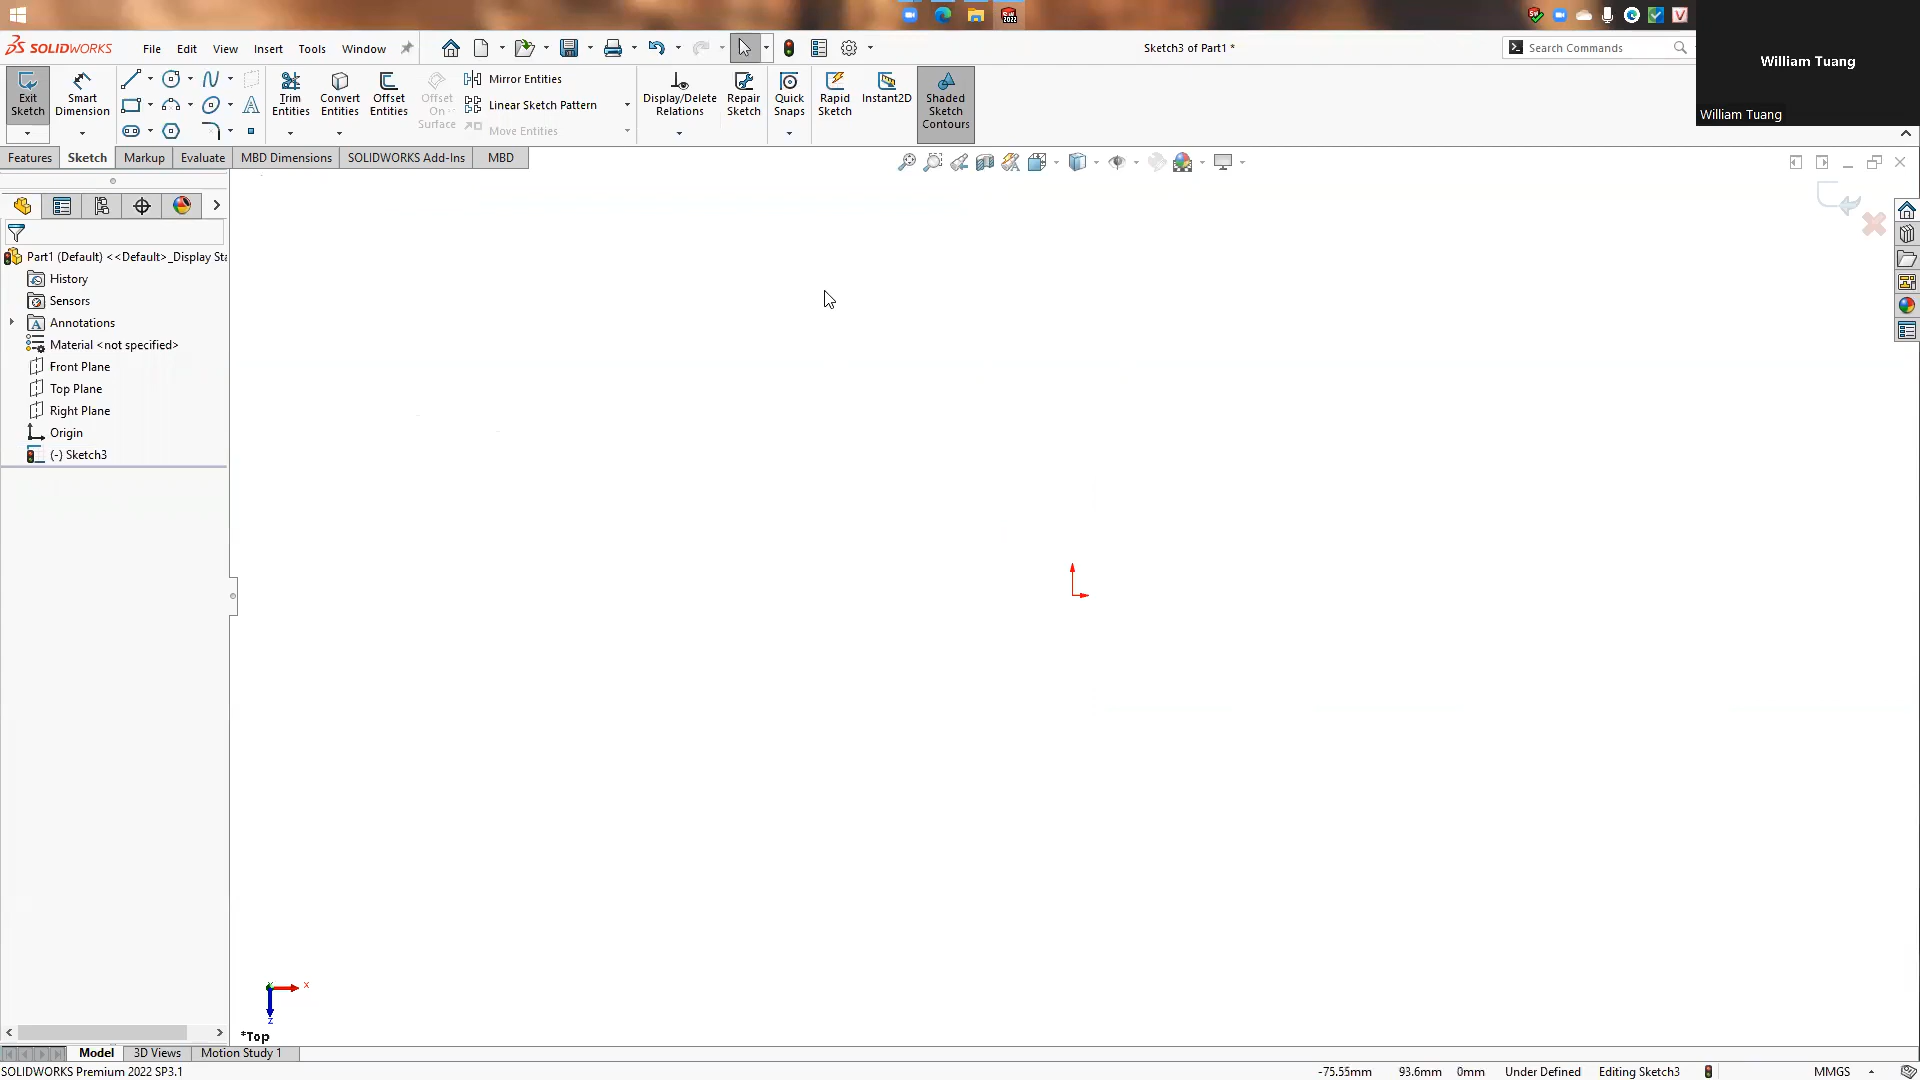 SOLIDWORKS File Edit View Insert Tools Window Sketch3 of Part1 * Search Commands
William Tuang
William Tuang
Exit Sketch
Smart Dimension
Trim Entities
Convert Entities
Offset Entities
Offset On Surface
Mirror Entities
Linear Sketch Pattern
Move Entities
Display/Delete Relations
Repair Sketch
Quick Snaps
Rapid Sketch
Instant2D
Shaded Sketch Contours
Features Sketch Markup Evaluate MBD Dimensions SOLIDWORKS Add-Ins MBD
Part1 (Default) <<Default>_Display Sta
History
Sensors
Annotations
Material <not specified>
Front Plane
Top Plane
Right Plane
Origin
(-) Sketch3
x
z
*Top
Model 3D Views Motion Study 1
SOLIDWORKS Premium 2022 SP3.1 -75.55mm 93.6mm 0mm Under Defined Editing Sketch3 MMGS